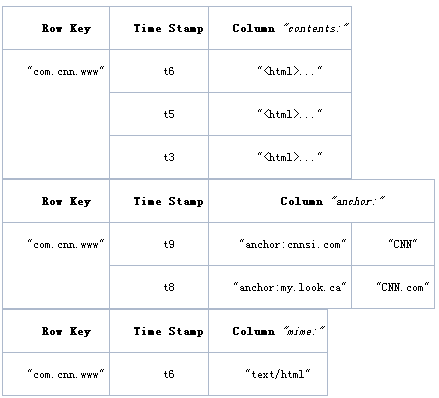 Row Key Time Stamp Column "contents:"
"com.cnn.www" t6 "<html>..."
t5 "<html>..."
t3 "<html>..."
Row Key Time Stamp Column "anchor:"
"com.cnn.www" t9 "anchor:cnnsi.com" "CNN"
t8 "anchor:my.look.ca" "CNN.com"
Row Key Time Stamp Column "mime:"
"com.cnn.www" t6 "text/html"